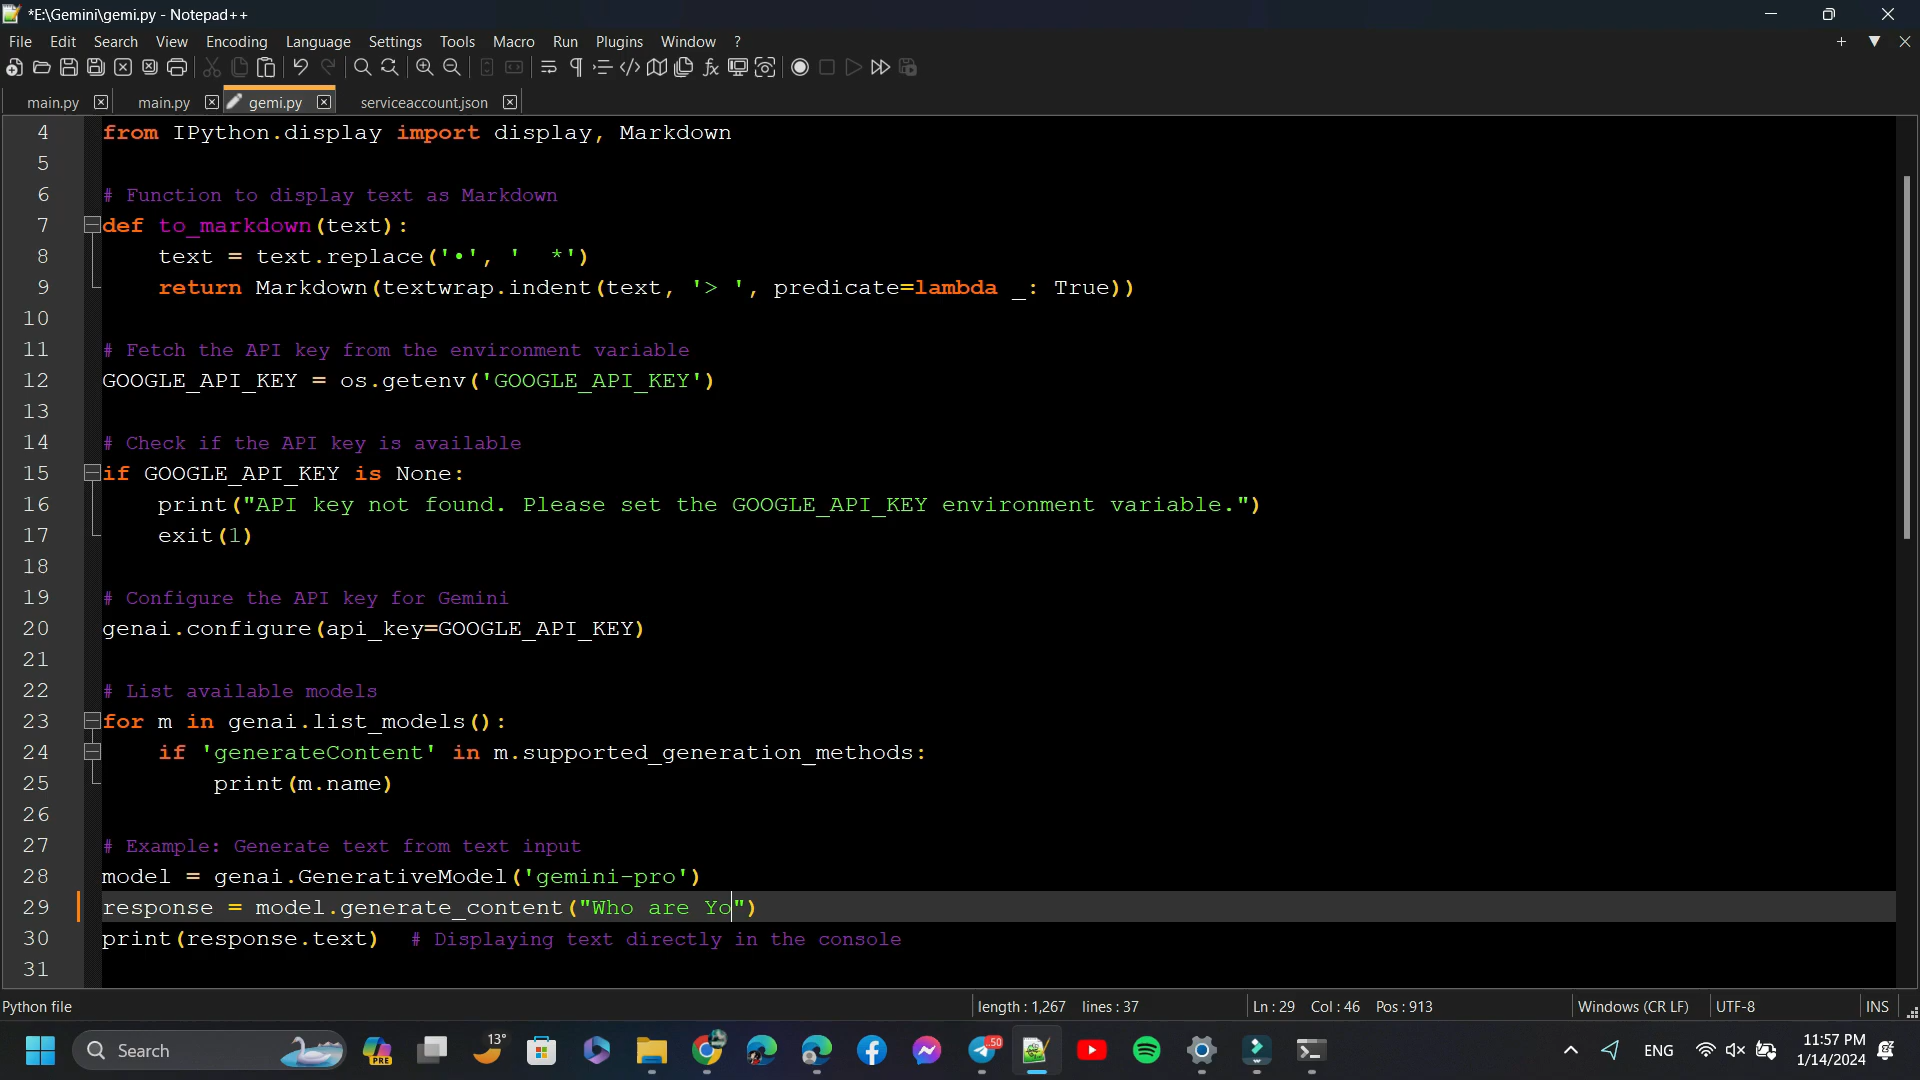 *E:\Gemini\gemi.py - Notepad++
File Edit Search View Encoding Language Settings Tools Macro Run Plugins Window ?
main.py main.py gemi.py serviceaccount.json
4 from IPython.display import display, Markdown
5
6 # Function to display text as Markdown
7 def to_markdown(text):
8 text = text.replace('•', '  *')
9 return Markdown(textwrap.indent(text, '> ', predicate=lambda _: True))
10
11 # Fetch the API key from the environment variable
12 GOOGLE_API_KEY = os.getenv('GOOGLE_API_KEY')
13
14 # Check if the API key is available
15 if GOOGLE_API_KEY is None:
16 print("API key not found. Please set the GOOGLE_API_KEY environment variable.")
17 exit(1)
18
19 # Configure the API key for Gemini
20 genai.configure(api_key=GOOGLE_API_KEY)
21
22 # List available models
23 for m in genai.list_models():
24 if 'generateContent' in m.supported_generation_methods:
25 print(m.name)
26
27 # Example: Generate text from text input
28 model = genai.GenerativeModel('gemini-pro')
29 response = model.generate_content("Who are Yo")
30 print(response.text)  # Displaying text directly in the console
31
Python file length : 1,267 lines : 37 Ln : 29 Col : 46 Pos : 913 Windows (CR LF) UTF-8 INS
Search PRE 13° 50 ENG 11:57 PM
1/14/2024